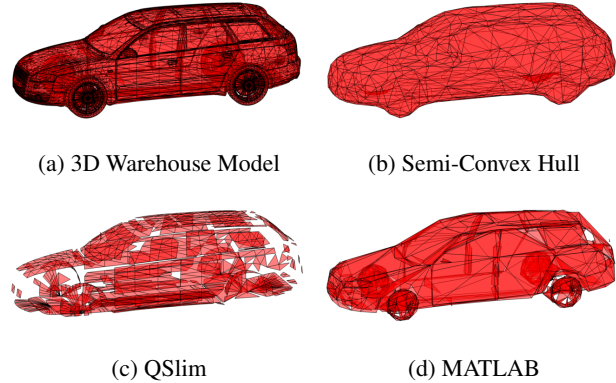 (a) 3D Warehouse Model
(b) Semi-Convex Hull
(c) QSlim
(d) MATLAB